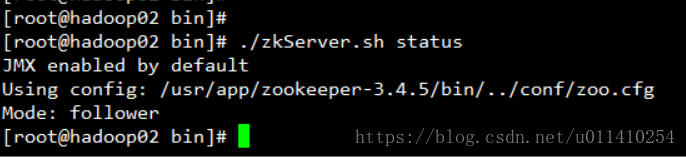 [root@hadoop02 bin]#
[root@hadoop02 bin]# ./zkServer.sh status
JMX enabled by default
Using config: /usr/app/zookeeper-3.4.5/bin/../conf/zoo.cfg
Mode: follower
[root@hadoop02 bin]#
https://blog.csdn.net/u011410254